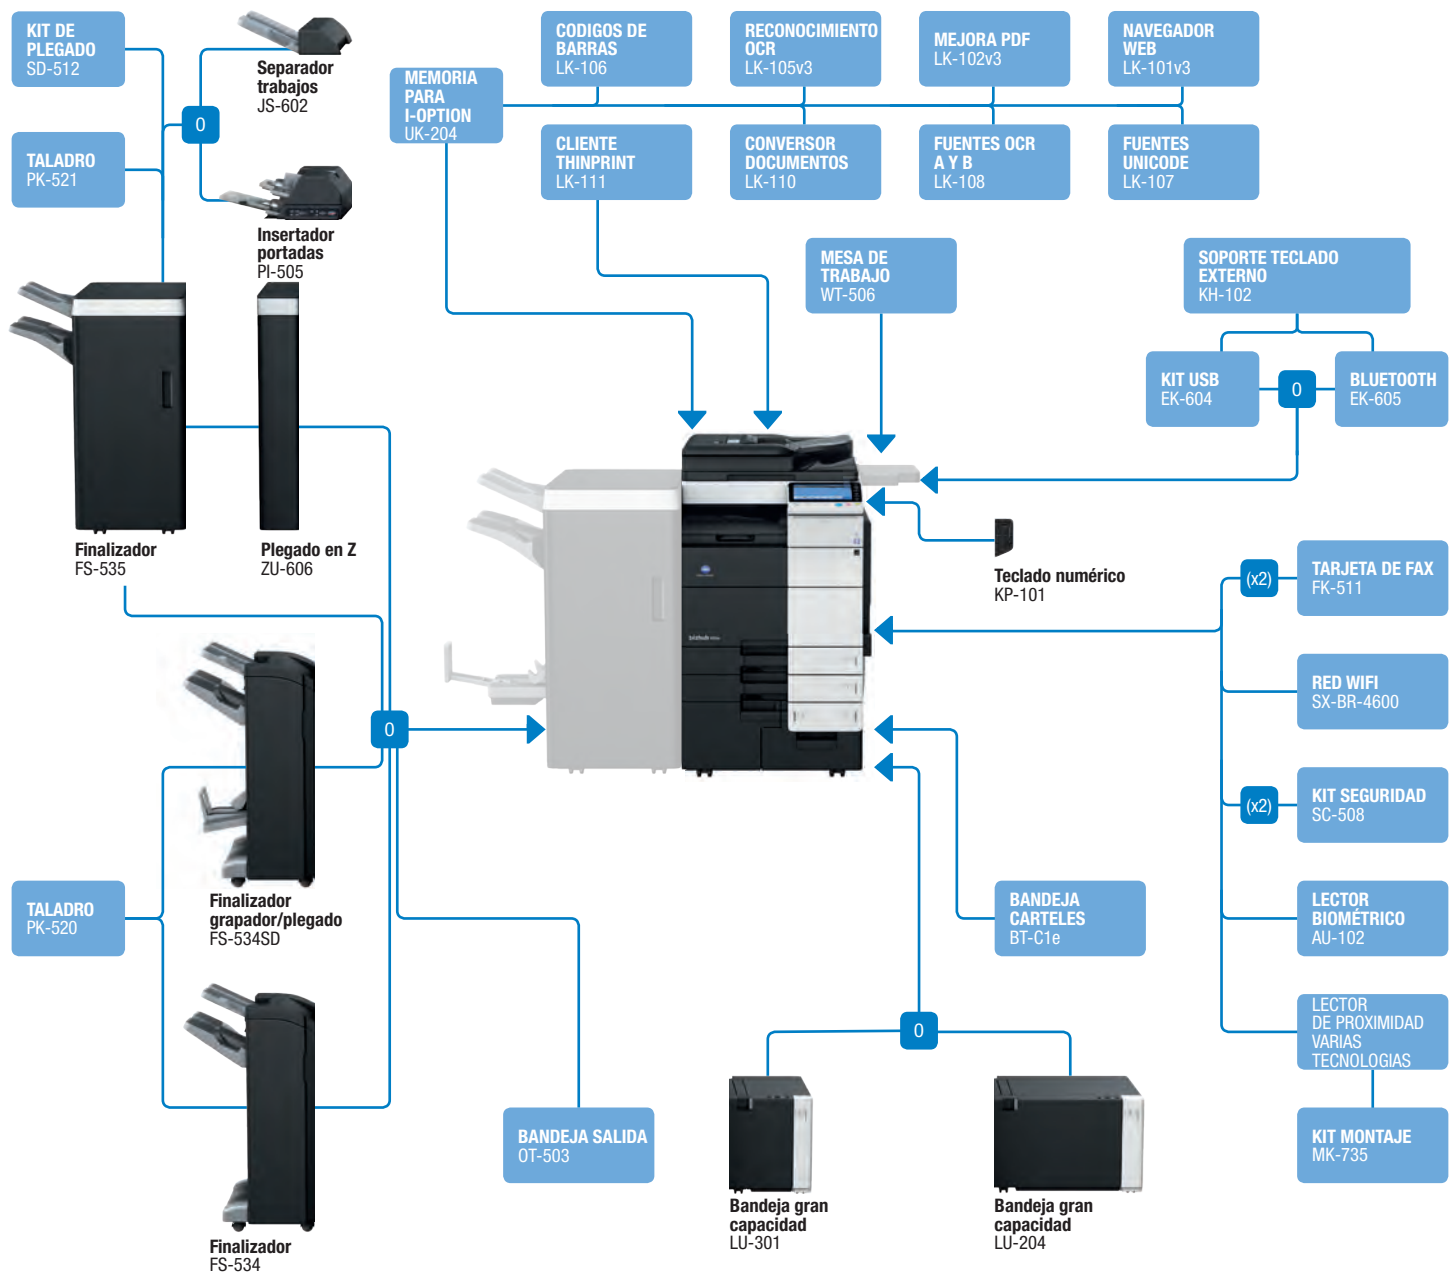 KIT DE
PLEGADO
SD-512
TALADRO
PK-521
0
Separador
trabajos
JS-602
Insertador
portadas
PI-505
MEMORIA
PARA
I-OPTION
UK-204
CODIGOS DE
BARRAS
LK-106
RECONOCIMIENTO
OCR
LK-105v3
MEJORA PDF
LK-102v3
NAVEGADOR
WEB
LK-101v3
CLIENTE
THINPRINT
LK-111
CONVERSOR
DOCUMENTOS
LK-110
FUENTES OCR
A Y B
LK-108
FUENTES
UNICODE
LK-107
MESA DE
TRABAJO
WT-506
SOPORTE TECLADO
EXTERNO
KH-102
KIT USB
EK-604
0
BLUETOOTH
EK-605
Finalizador
FS-535
Plegado en Z
ZU-606
Teclado numérico
KP-101
(x2)
TARJETA DE FAX
FK-511
bizhub
RED WIFI
SX-BR-4600
0
(x2)
KIT SEGURIDAD
SC-508
TALADRO
PK-520
Finalizador
grapador/plegado
FS-534SD
BANDEJA
CARTELES
BT-C1e
LECTOR
BIOMÉTRICO
AU-102
0
LECTOR
DE PROXIMIDAD
VARIAS
TECNOLOGIAS
BANDEJA SALIDA
OT-503
KIT MONTAJE
MK-735
Bandeja gran
capacidad
LU-301
Bandeja gran
capacidad
LU-204
Finalizador
FS-534